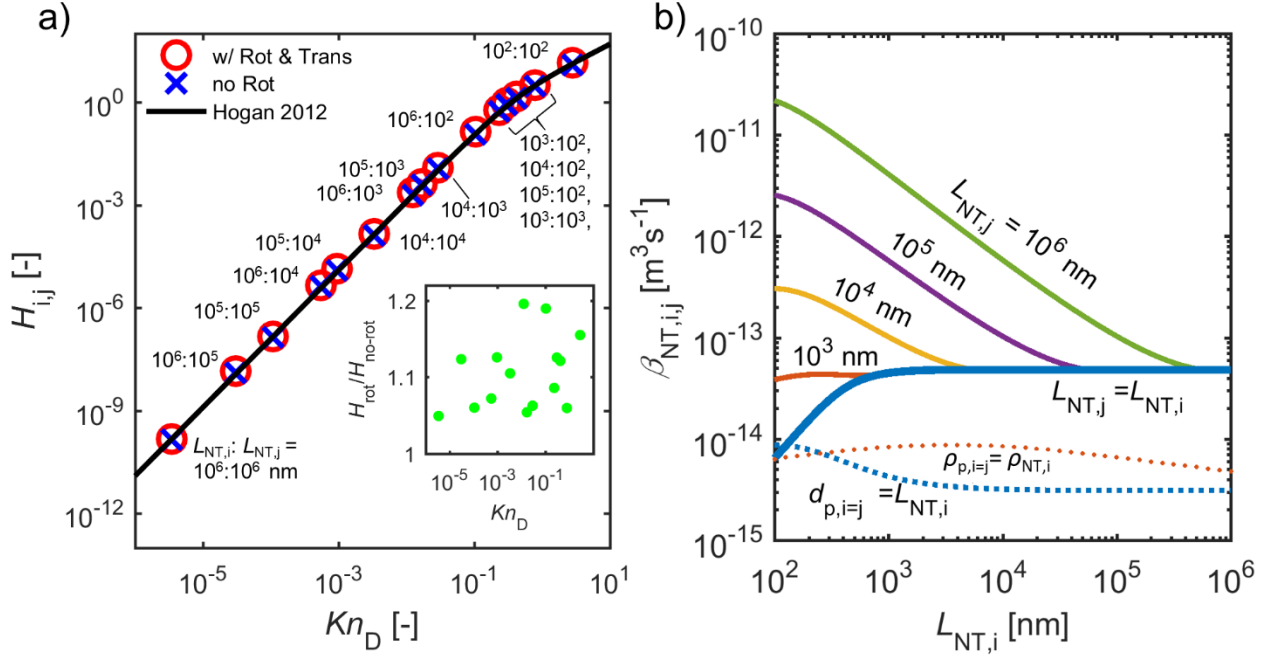 a)
w/ Rot & Trans
no Rot
Hogan 2012
10²:10²
10⁶:10²
10³:10²,
10⁴:10²,
10⁵:10²,
10³:10³,
10⁵:10³
10⁶:10³
10⁴:10³
10⁴:10⁴
10⁵:10⁴
10⁶:10⁴
10⁵:10⁵
10⁶:10⁵
L_NT,i: L_NT,j =
10⁶:10⁶ nm
H_i,j [-]
10⁰
10⁻³
10⁻⁶
10⁻⁹
10⁻¹²
10⁻⁵
10⁻³
10⁻¹
10¹
Kn_D [-]
H_rot/H_no-rot
1.2
1.1
1
10⁻⁵
10⁻³
10⁻¹
Kn_D
b)
β_NT,i,j [m³s⁻¹]
10⁻¹⁰
10⁻¹¹
10⁻¹²
10⁻¹³
10⁻¹⁴
10⁻¹⁵
L_NT,j = 10⁶ nm
10⁵ nm
10⁴ nm
10³ nm
L_NT,j =L_NT,i
ρ_p,i=j= ρ_NT,i
d_p,i=j =L_NT,i
10²
10³
10⁴
10⁵
10⁶
L_NT,i [nm]